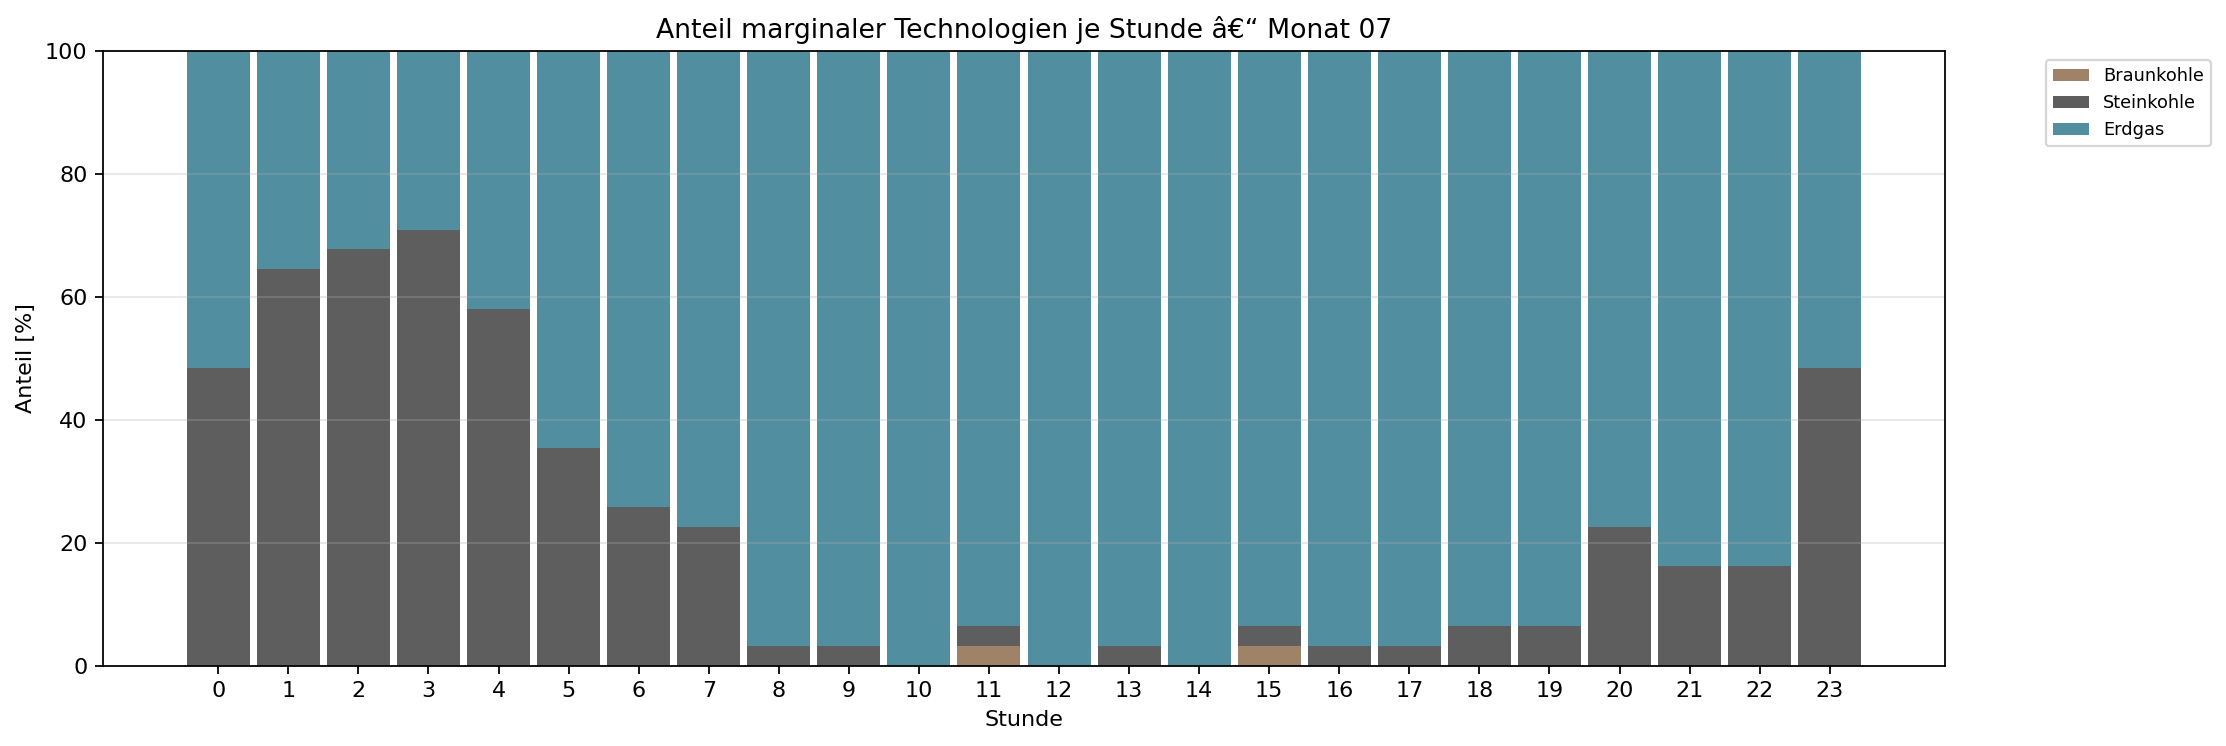 Anteil marginaler Technologien je Stunde â€“ Monat 07
Braunkohle
Steinkohle
Erdgas
Anteil [%]
100
80
60
40
20
0
0 1 2 3 4 5 6 7 8 9 10 11 12 13 14 15 16 17 18 19 20 21 22 23
Stunde